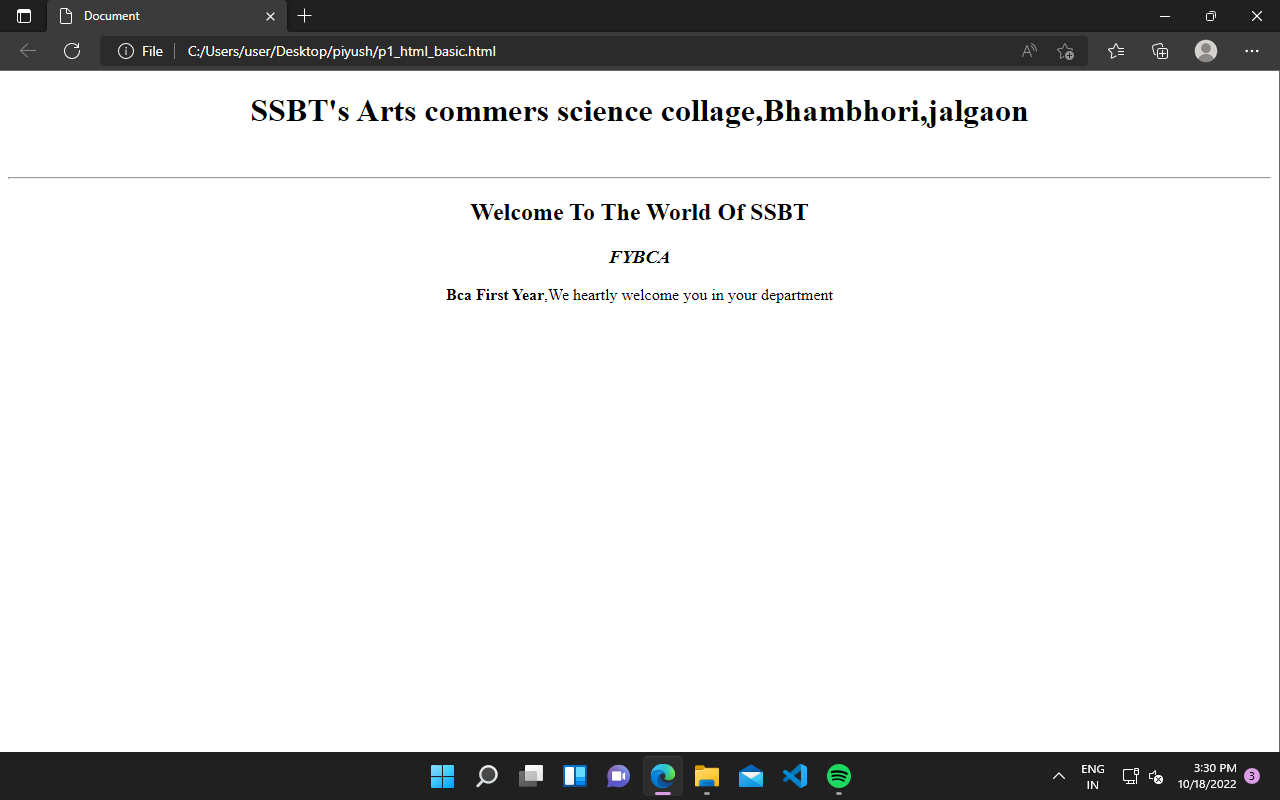 Document
File
C:/Users/user/Desktop/piyush/p1_html_basic.html
SSBT's Arts commers science collage,Bhambhori,jalgaon
Welcome To The World Of SSBT
FYBCA
Bca First Year,We heartly welcome you in your department
ENG
IN
3:30 PM
10/18/2022
3